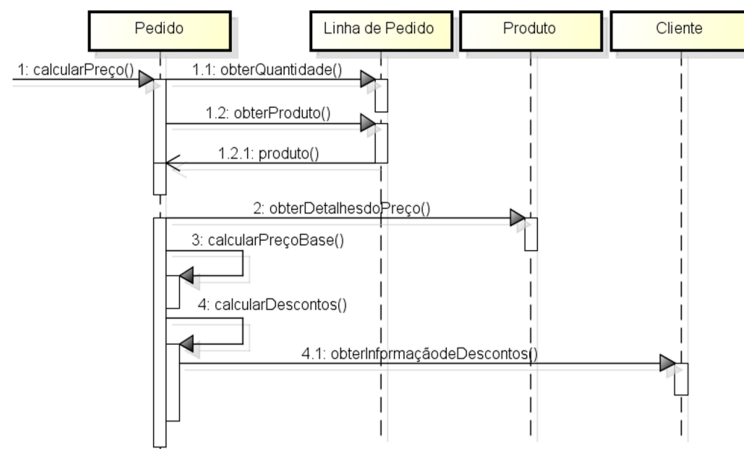 Pedido
Linha de Pedido
Produto
Cliente
1: calcularPreço()
1.1: obterQuantidade()
1.2: obterProduto()
1.2.1: produto()
2: obterDetalhesdoPreço()
3: calcularPreçoBase()
4: calcularDescontos()
4.1: obterInformaçãodeDescontos()